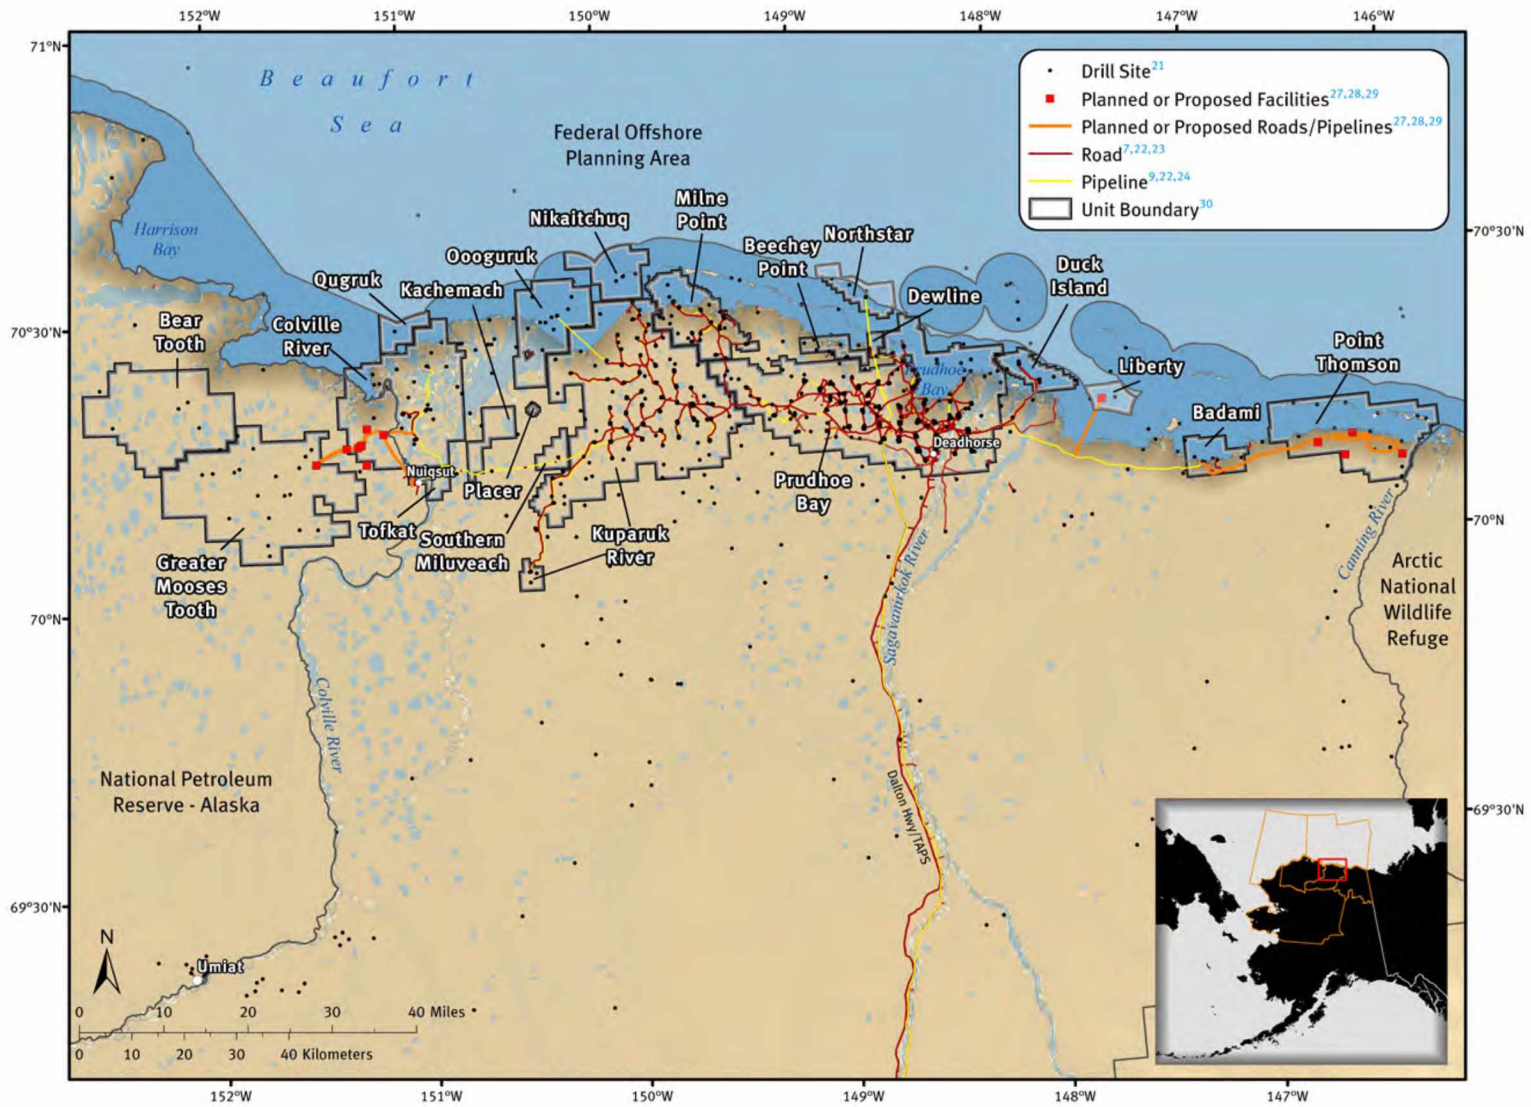 152°W 151°W 150°W 149°W 148°W 147°W 146°W
71°N
Beaufort
Sea
Federal Offshore
Planning Area
Drill Site21
Planned or Proposed Facilities27,28,29
Planned or Proposed Roads/Pipelines27,28,29
Road7,22,23
Pipeline9,22,24
Unit Boundary30
Harrison
Bay
Nikaitchuq
Milne
Point
Beechey
Point
Northstar
70°30'N
Oooguruk
Duck
Island
Qugruk
Kachemach
Dewline
70°30'N
Bear
Tooth
Colville
River
Point
Thomson
Liberty
Prudhoe
Bay
Badami
Deadhorse
Nuiqsut
Placer
Prudhoe
Bay
Tofkat
Southern
Miluveach
Kuparuk
River
70°N
Greater
Mooses
Tooth
Sagavanirkok River
Canning River
Arctic
National
Wildlife
Refuge
70°N
Colville River
National Petroleum
Reserve - Alaska
Dalton Hwy/TAPS
69°30'N
69°30'N
N
Umiat
0 10 20 30 40 Miles
0 10 20 30 40 Kilometers
152°W 151°W 150°W 149°W 148°W 147°W